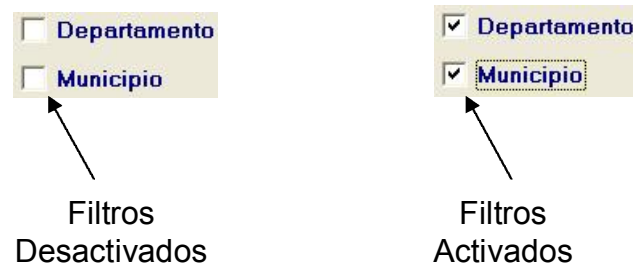 Departamento
Municipio
Filtros
Desactivados
Departamento
Municipio
Filtros
Activados